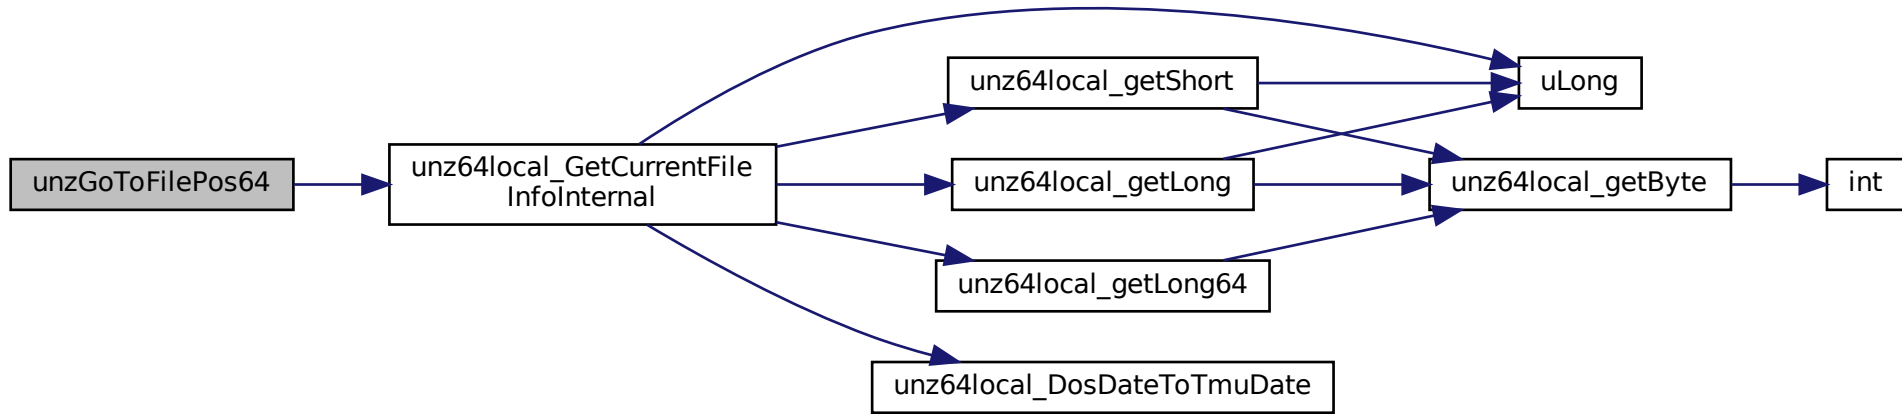 unzGoToFilePos64
unz64local_GetCurrentFile
InfoInternal
unz64local_getShort
unz64local_getLong
unz64local_getLong64
unz64local_DosDateToTmuDate
uLong
unz64local_getByte
int